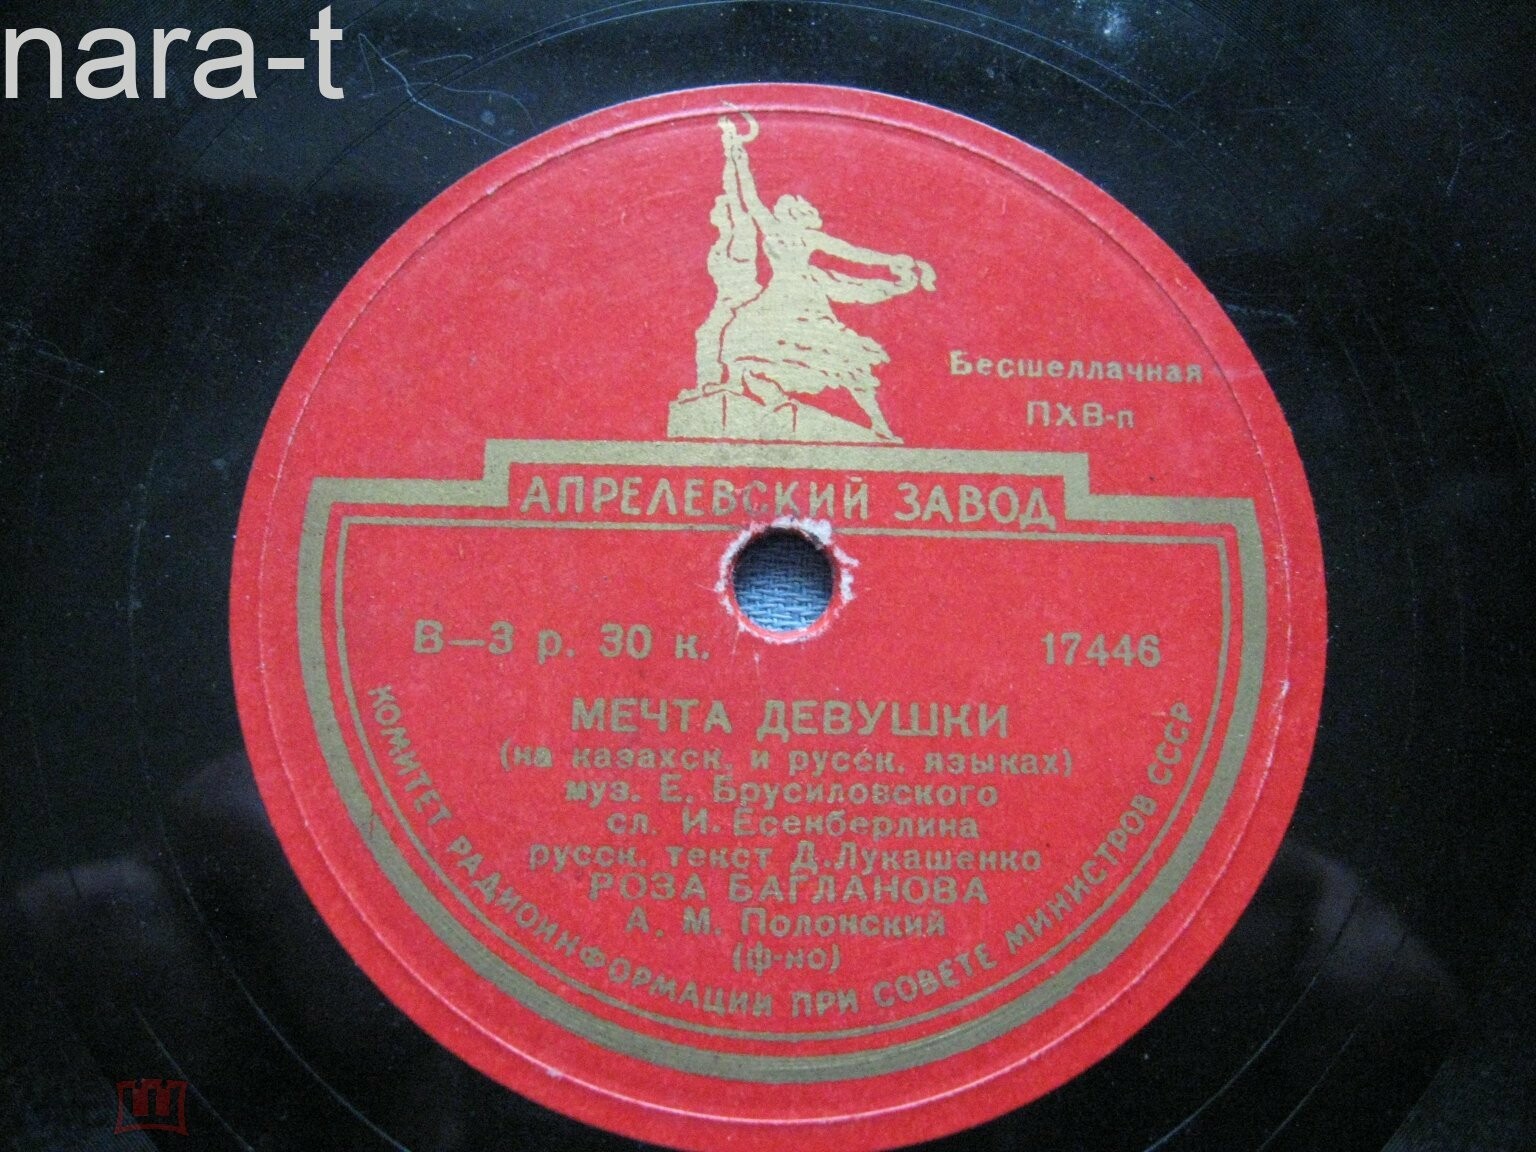 nara-t
Бесшеллачная
ПХВ-п
АПРЕЛЕВСКИЙ ЗАВОД
В—3 р. 30 к.
17446
МЕЧТА ДЕВУШКИ
(на казахск. и русск. языках)
муз. Е. Брусиловского
сл. И. Есенберлина
русск. текст Д. Лукашенко
РОЗА БАГЛАНОВА
А. М. Полонский
(ф-но)
КОМИТЕТ РАДИОИНФОРМАЦИИ ПРИ СОВЕТЕ МИНИСТРОВ СССР